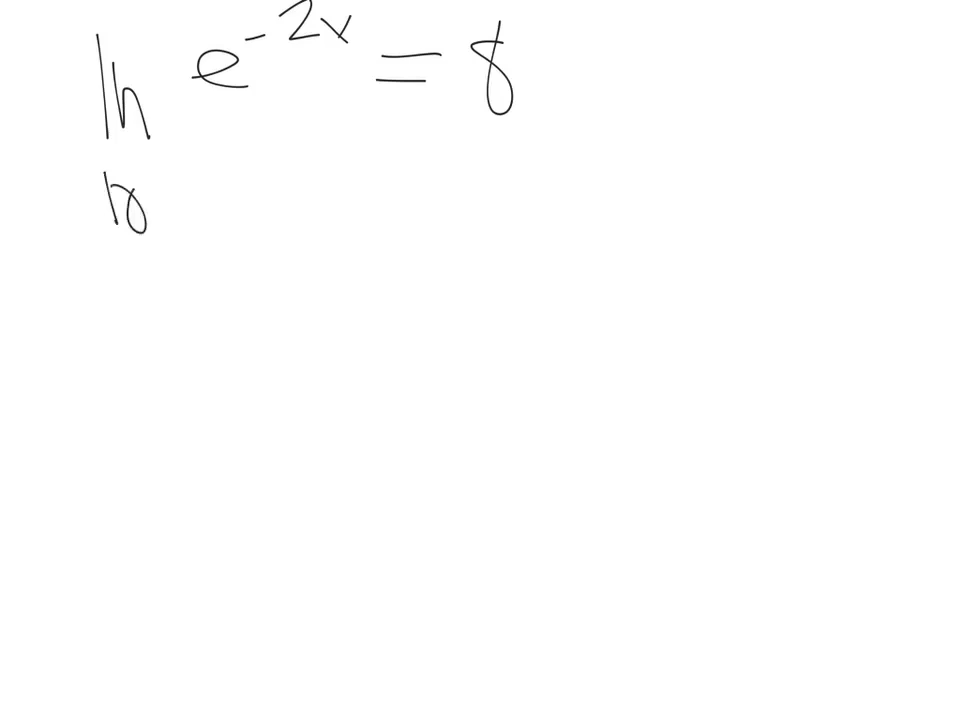 ln e^{-2x} = 8